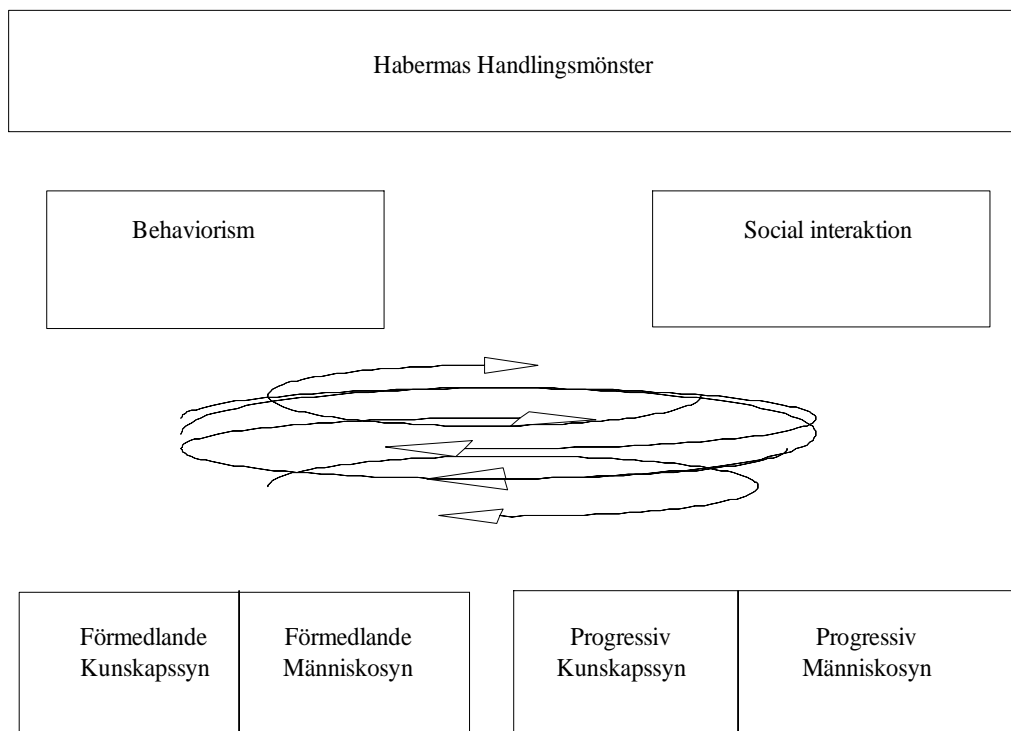 Habermas Handlingsmönster
Behaviorism
Social interaktion
Förmedlande
Kunskapssyn
Förmedlande
Människosyn
Progressiv
Kunskapssyn
Progressiv
Människosyn